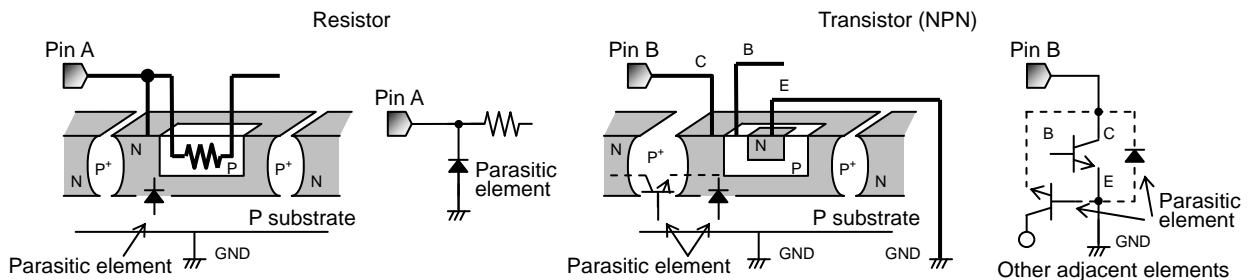 Resistor
Pin A
N
P+
N
P
P+
N
Parasitic element
P substrate
GND
Pin A
Parasitic
element
Transistor (NPN)
Pin B
C
B
E
N
P+
N
P
P+
N
P substrate
Parasitic element
GND
GND
Pin B
B
C
E
Parasitic
element
GND
Other adjacent elements